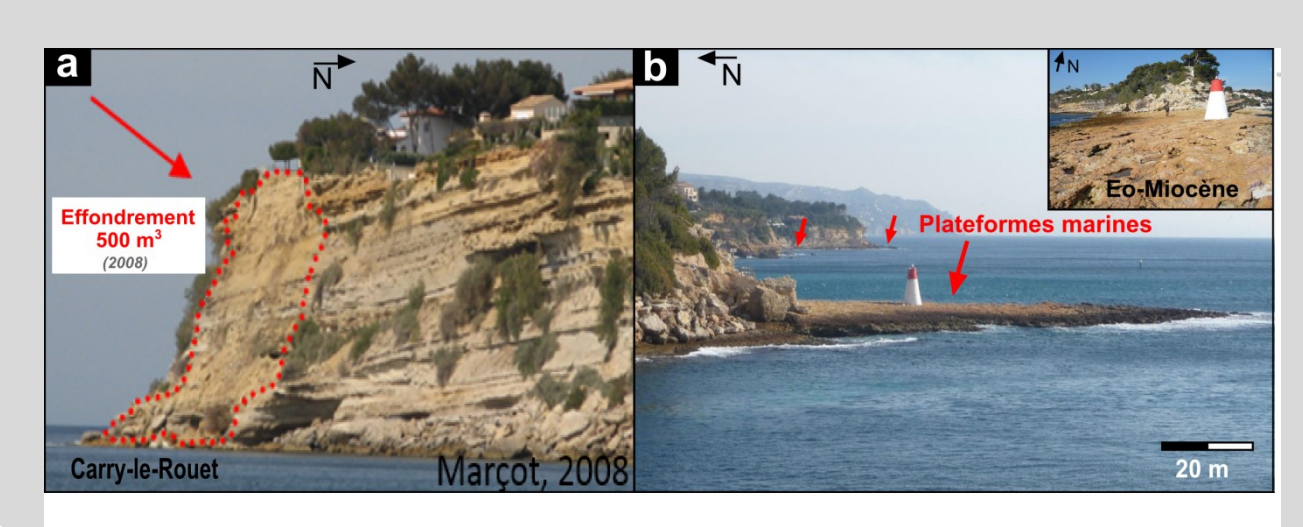 a
N
Effondrement
500 m³
(2008)
Carry-le-Rouet
Marçot, 2008
b
N
N
Eo-Miocène
Plateformes marines
20 m